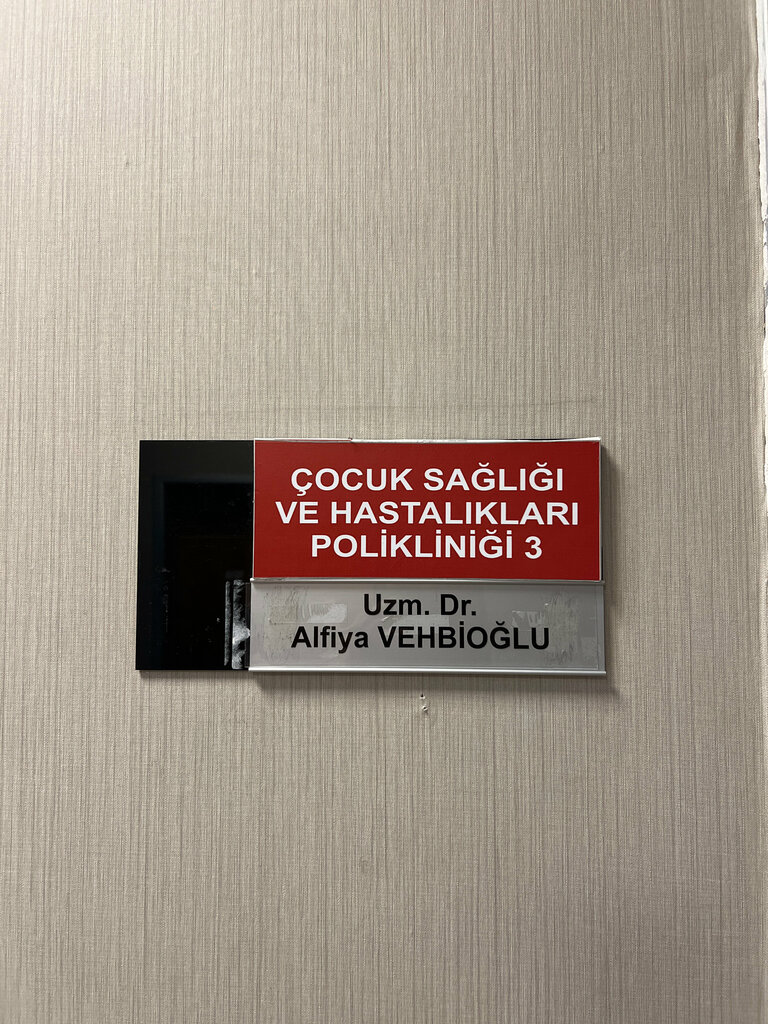 ÇOCUK SAĞLIĞI
VE HASTALIKLARI
POLİKLİNİĞİ 3
Uzm. Dr.
Alfiya VEHBİOĞLU